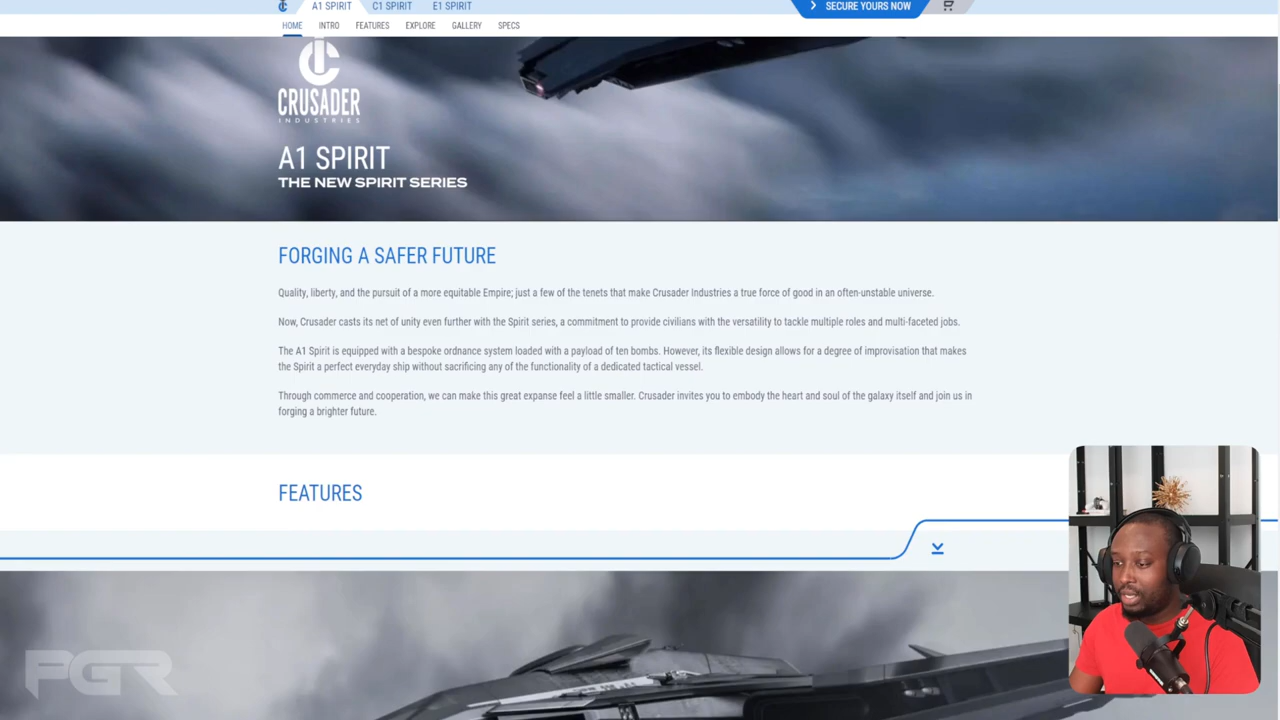 A1 SPIRIT
C1 SPIRIT
E1 SPIRIT
SECURE YOURS NOW
HOME
INTRO
FEATURES
EXPLORE
GALLERY
SPECS
CRUSADER
INDUSTRIES
A1 SPIRIT
THE NEW SPIRIT SERIES
FORGING A SAFER FUTURE
Quality, liberty, and the pursuit of a more equitable Empire; just a few of the tenets that make Crusader Industries a true force of good in an often-unstable universe.
Now, Crusader casts its net of unity even further with the Spirit series, a commitment to provide civilians with the versatility to tackle multiple roles and multi-faceted jobs.
The A1 Spirit is equipped with a bespoke ordnance system loaded with a payload of ten bombs. However, its flexible design allows for a degree of improvisation that makes
the Spirit a perfect everyday ship without sacrificing any of the functionality of a dedicated tactical vessel.
Through commerce and cooperation, we can make this great expanse feel a little smaller. Crusader invites you to embody the heart and soul of the galaxy itself and join us in
forging a brighter future.
FEATURES
PGR